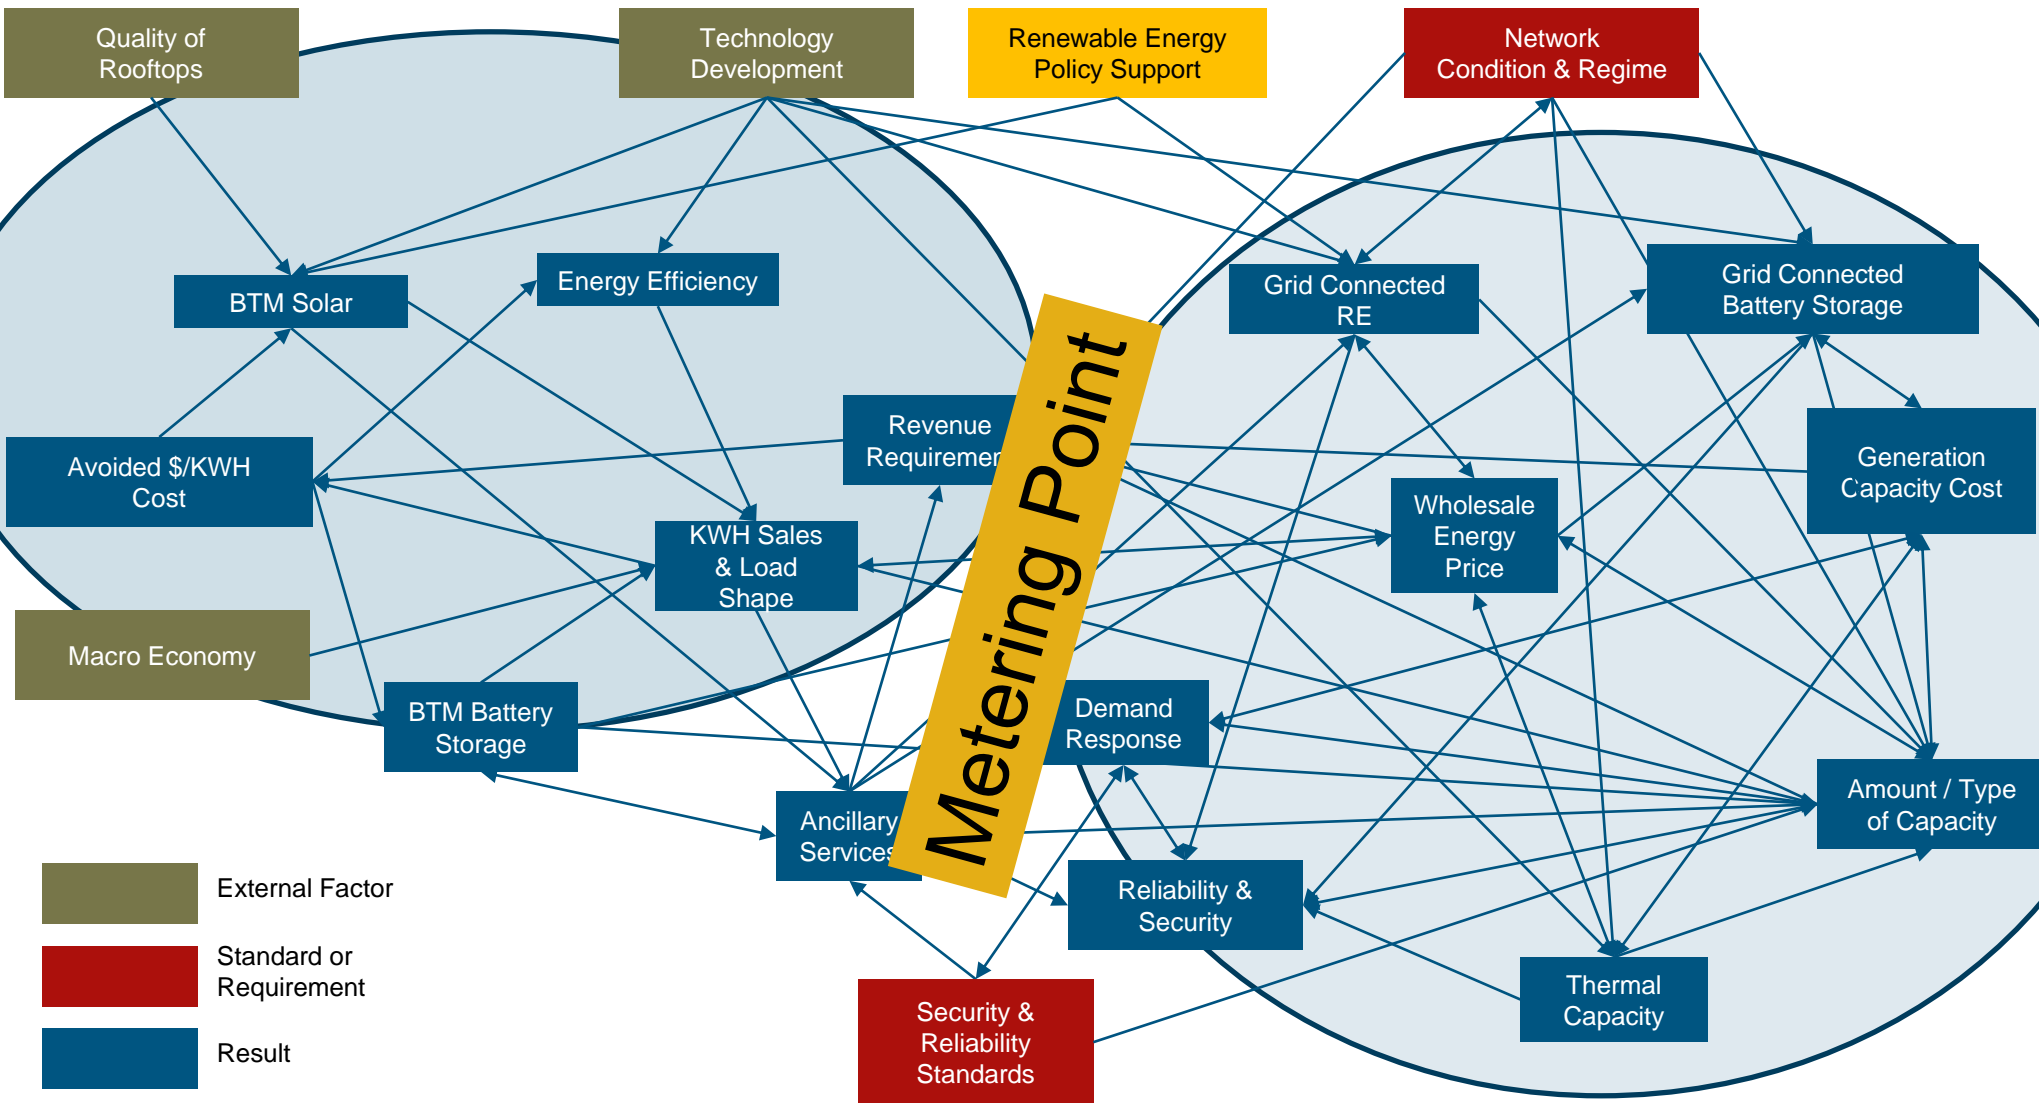 Quality of
Rooftops
Technology
Development
Renewable Energy
Policy Support
Network
Condition & Regime
BTM Solar
Energy Efficiency
Grid Connected
RE
Grid Connected
Battery Storage
Metering Point
Revenue
Requiremen
Avoided $/KWH
Cost
Generation
Capacity Cost
Wholesale
Energy
Price
KWH Sales
& Load
Shape
Macro Economy
BTM Battery
Storage
Demand
Response
Ancillary
Services
Amount / Type
of Capacity
Reliability &
Security
Thermal
Capacity
Security &
Reliability
Standards
External Factor
Standard or
Requirement
Result